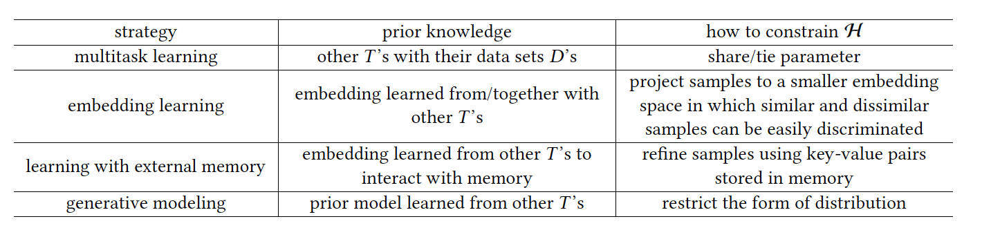 strategy
prior knowledge
how to constrain 𝓗
multitask learning
other T's with their data sets D's
share/tie parameter
embedding learning
embedding learned from/together with
other T's
project samples to a smaller embedding
space in which similar and dissimilar
samples can be easily discriminated
learning with external memory
embedding learned from other T's to
interact with memory
refine samples using key-value pairs
stored in memory
generative modeling
prior model learned from other T's
restrict the form of distribution